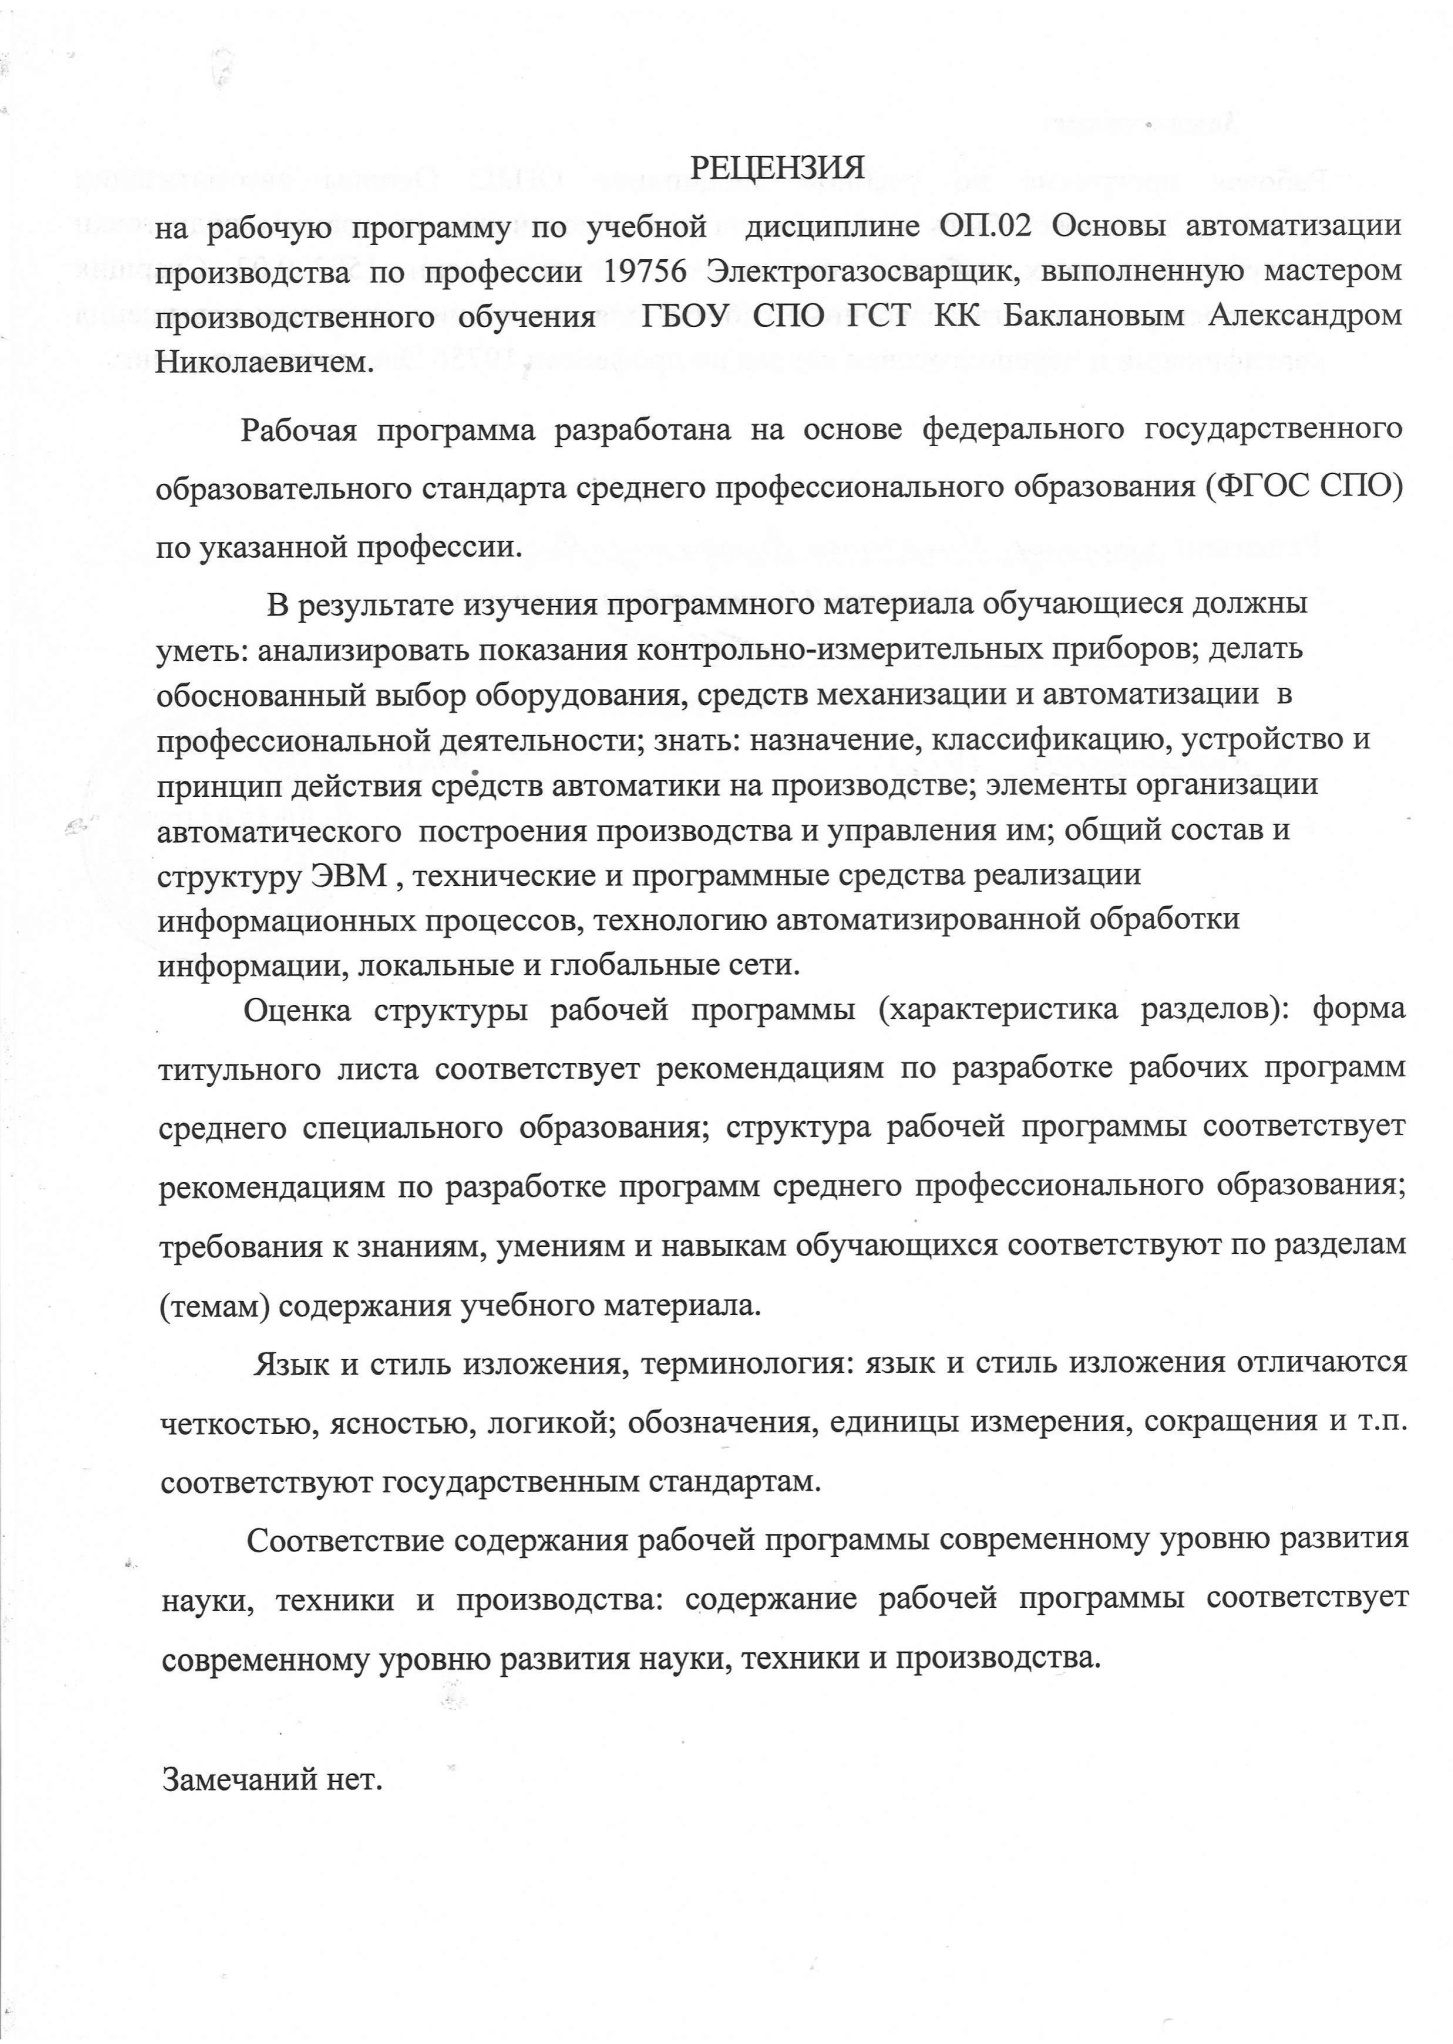 РЕЦЕНЗИЯ
на рабочую программу по учебной дисциплине ОП.02 Основы автоматизации
производства по профессии 19756 Электрогазосварщик, выполненную мастером
производственного обучения ГБОУ СПО ГСТ КК Баклановым Александром
Николаевичем.
Рабочая программа разработана на основе федерального государственного
образовательного стандарта среднего профессионального образования (ФГОС СПО)
по указанной профессии.
В результате изучения программного материала обучающиеся должны
уметь: анализировать показания контрольно-измерительных приборов; делать
обоснованный выбор оборудования, средств механизации и автоматизации в
профессиональной деятельности; знать: назначение, классификацию, устройство и
принцип действия средств автоматики на производстве; элементы организации
автоматического построения производства и управления им; общий состав и
структуру ЭВМ , технические и программные средства реализации
информационных процессов, технологию автоматизированной обработки
информации, локальные и глобальные сети.
Оценка структуры рабочей программы (характеристика разделов): форма
титульного листа соответствует рекомендациям по разработке рабочих программ
среднего специального образования; структура рабочей программы соответствует
рекомендациям по разработке программ среднего профессионального образования;
требования к знаниям, умениям и навыкам обучающихся соответствуют по разделам
(темам) содержания учебного материала.
Язык и стиль изложения, терминология: язык и стиль изложения отличаются
четкостью, ясностью, логикой; обозначения, единицы измерения, сокращения и т.п.
соответствуют государственным стандартам.
Соответствие содержания рабочей программы современному уровню развития
науки, техники и производства: содержание рабочей программы соответствует
современному уровню развития науки, техники и производства.
Замечаний нет.